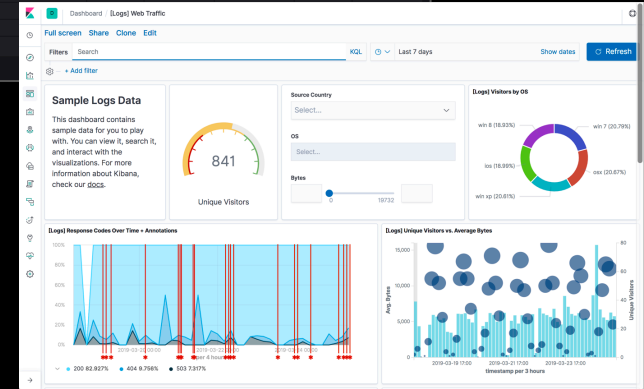 D Dashboard / [Logs] Web Traffic
Full screen Share Clone Edit
Filters Search KQL Last 7 days Show dates Refresh
+ Add filter
Sample Logs Data
This dashboard contains
sample data for you to play
with. You can view it, search it,
and interact with the
visualizations. For more
information about Kibana,
check our docs.
841
Unique Visitors
Source Country
Select...
OS
Select...
Bytes
0 19732
[Logs] Visitors by OS
win 8 (18.93%)
win 7 (20.79%)
ios (18.99%)
osx (20.67%)
win xp (20.61%)
[Logs] Response Codes Over Time + Annotations
100%
80%
60%
40%
20%
0%
per 4 hours
200 82.927% 404 9.756% 503 7.317%
[Logs] Unique Visitors vs. Average Bytes
15,000
10,000
5,000
0
Avg. Bytes
80
60
40
20
0
Unique Visitors
2019-03-19 17:00 2019-03-21 17:00 2019-03-23 17:00
timestamp per 3 hours